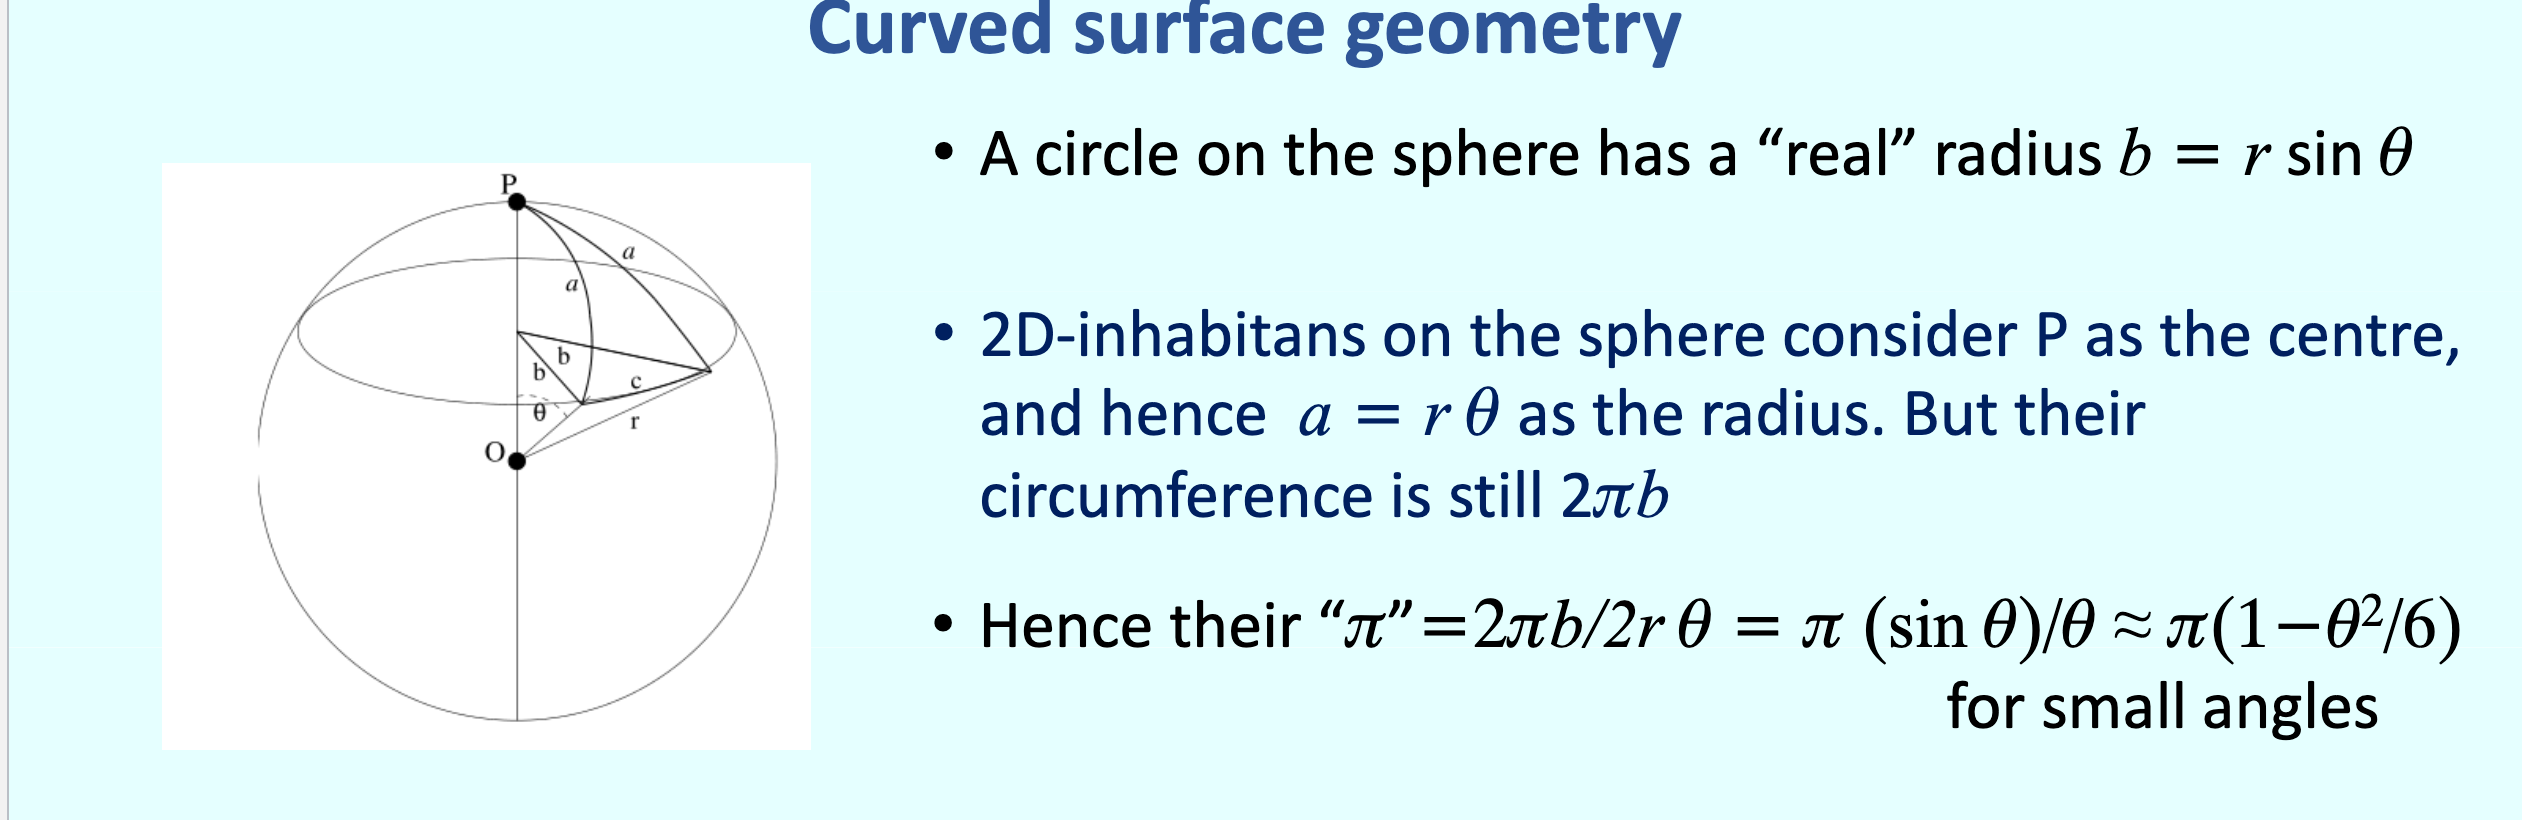 Curved surface geometry
• A circle on the sphere has a “real” radius b = r sin θ
• 2D-inhabitans on the sphere consider P as the centre,
and hence a = r θ as the radius. But their
circumference is still 2πb
• Hence their “π”=2πb/2r θ = π (sin θ)/θ ≈ π(1−θ²/6)
for small angles
P
a
a
b
b
c
θ
r
O